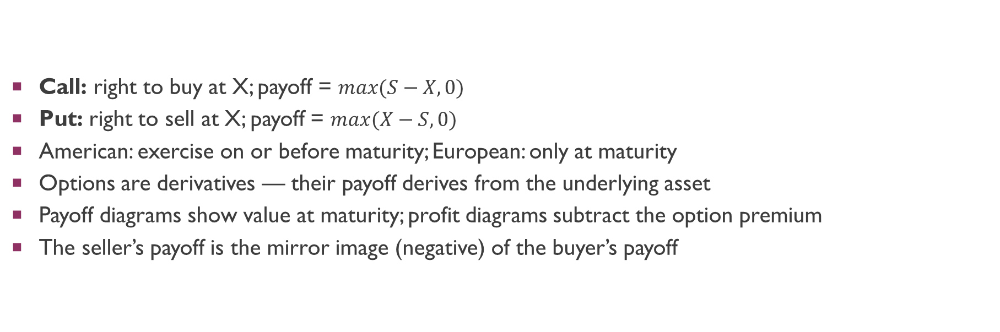 ▪ Call: right to buy at X; payoff = max(S − X, 0)
▪ Put: right to sell at X; payoff = max(X − S, 0)
▪ American: exercise on or before maturity; European: only at maturity
▪ Options are derivatives — their payoff derives from the underlying asset
▪ Payoff diagrams show value at maturity; profit diagrams subtract the option premium
▪ The seller’s payoff is the mirror image (negative) of the buyer’s payoff